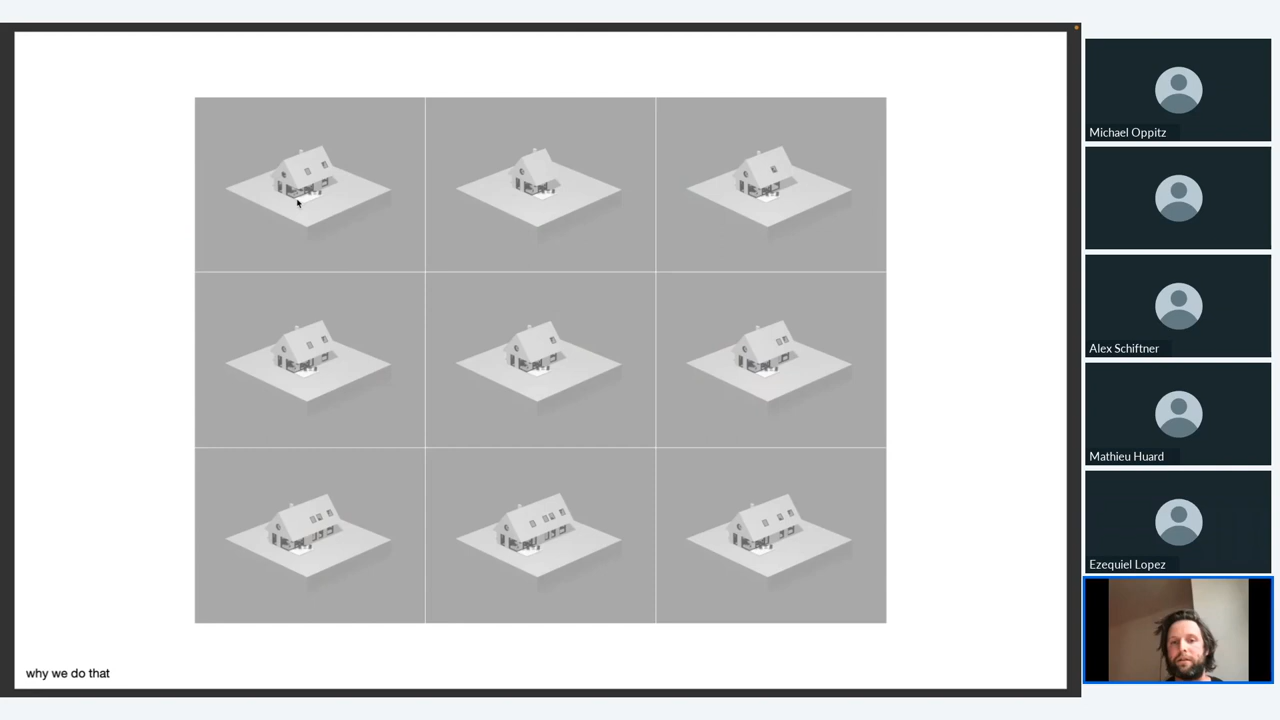 Michael Oppitz
Alex Schiftner
Mathieu Huard
Ezequiel Lopez
why we do that